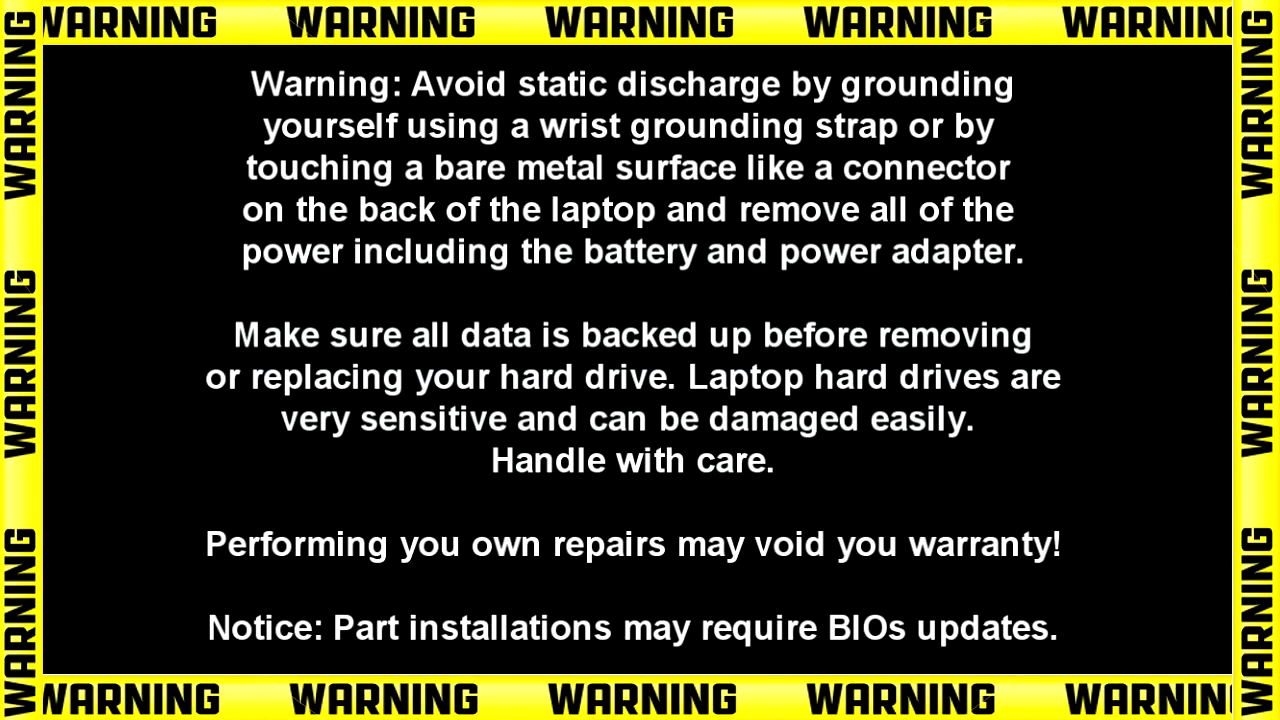 WARNING WARNING WARNING WARNING WARNING
WARNING
WARNING
WARNING
Warning: Avoid static discharge by grounding
yourself using a wrist grounding strap or by
touching a bare metal surface like a connector
on the back of the laptop and remove all of the
power including the battery and power adapter.
Make sure all data is backed up before removing
or replacing your hard drive. Laptop hard drives are
very sensitive and can be damaged easily.
Handle with care.
Performing you own repairs may void you warranty!
Notice: Part installations may require BIOs updates.
WARNING
WARNING
WARNING
WARNING WARNING WARNING WARNING WARNING